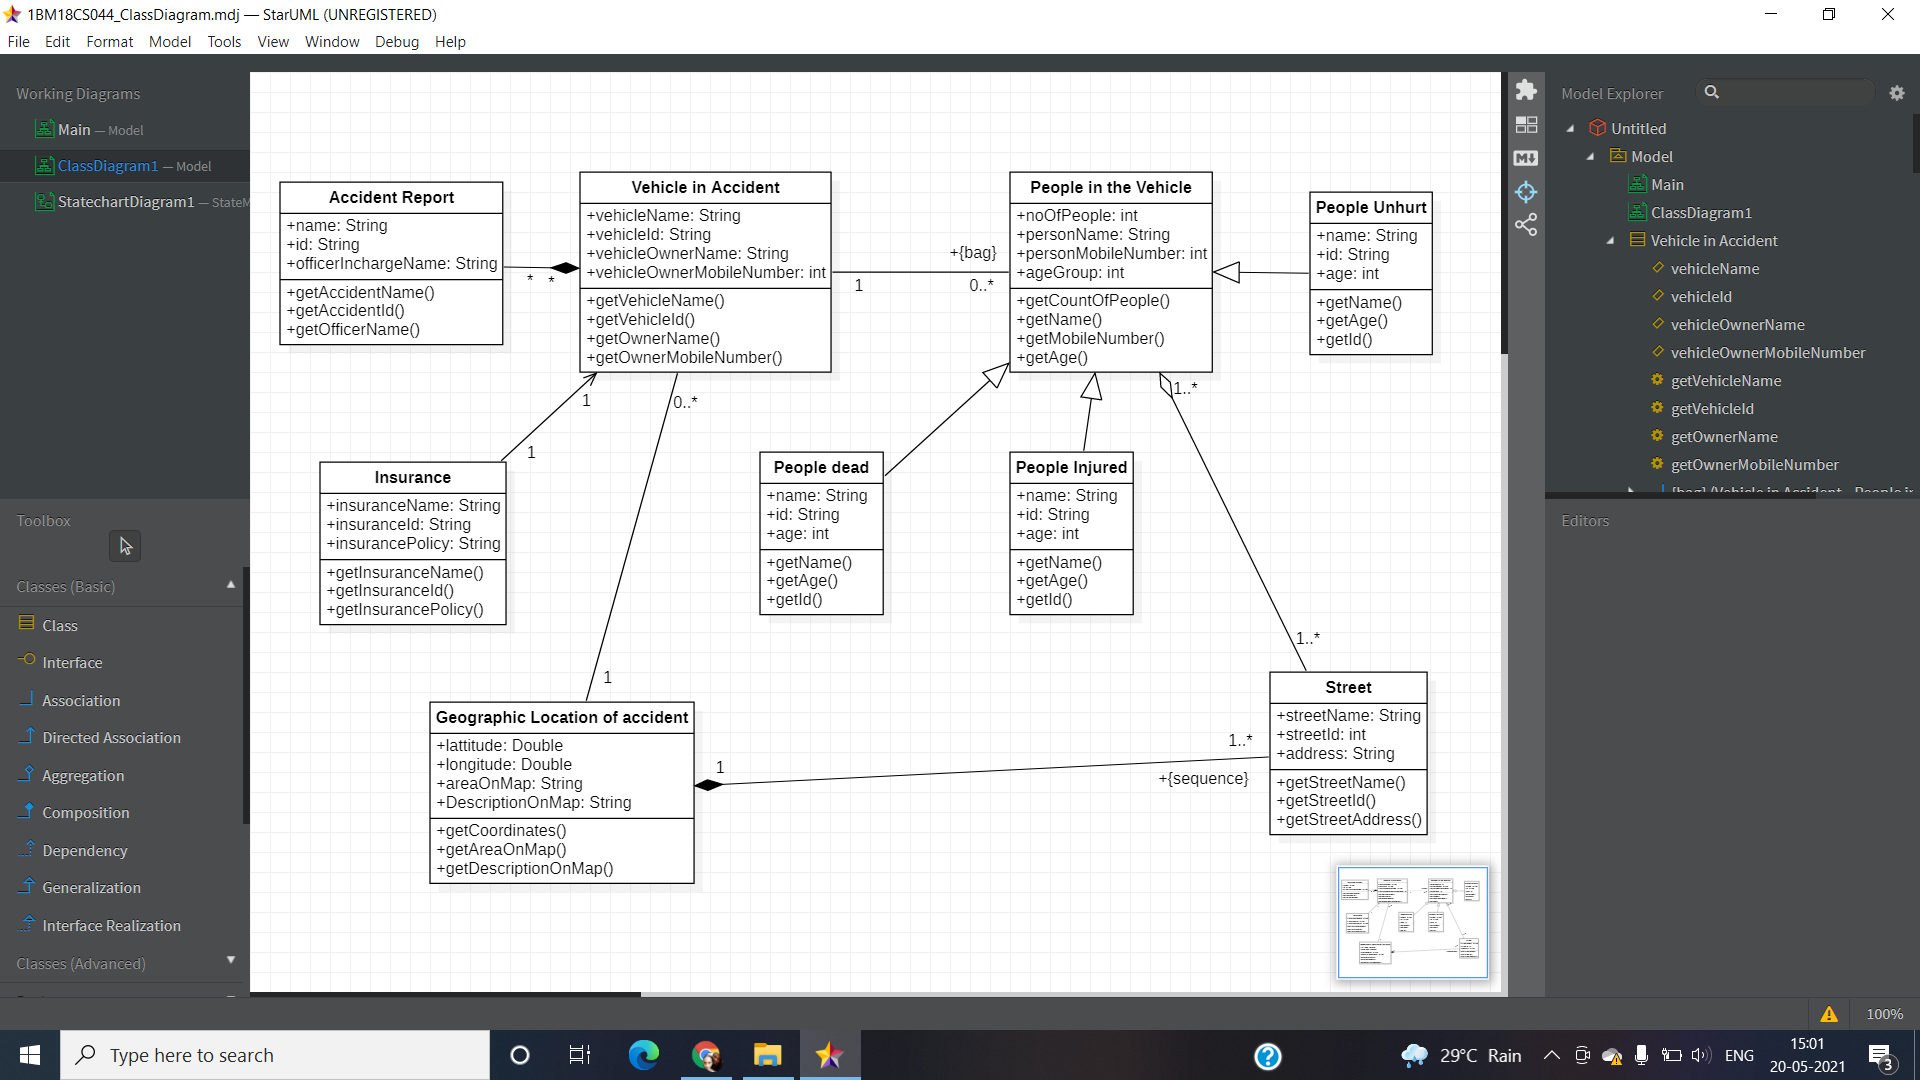 1BM18CS044_ClassDiagram.mdj — StarUML (UNREGISTERED)
File Edit Format Model Tools View Window Debug Help
Working Diagrams
Main — Model
ClassDiagram1 — Model
StatechartDiagram1 — StateM
Toolbox
Classes (Basic)
Class
Interface
Association
Directed Association
Aggregation
Composition
Dependency
Generalization
Interface Realization
Classes (Advanced)
Accident Report
+name: String
+id: String
+officerInchargeName: String
+getAccidentName()
+getAccidentId()
+getOfficerName()
* *
Vehicle in Accident
+vehicleName: String
+vehicleId: String
+vehicleOwnerName: String
+vehicleOwnerMobileNumber: int
+getVehicleName()
+getVehicleId()
+getOwnerName()
+getOwnerMobileNumber()
+{bag}
1 0..*
People in the Vehicle
+noOfPeople: int
+personName: String
+personMobileNumber: int
+ageGroup: int
+getCountOfPeople()
+getName()
+getMobileNumber()
+getAge()
People Unhurt
+name: String
+id: String
+age: int
+getName()
+getAge()
+getId()
1
1
0..*
1
1..*
1..*
Insurance
+insuranceName: String
+insuranceId: String
+insurancePolicy: String
+getInsuranceName()
+getInsuranceId()
+getInsurancePolicy()
People dead
+name: String
+id: String
+age: int
+getName()
+getAge()
+getId()
People Injured
+name: String
+id: String
+age: int
+getName()
+getAge()
+getId()
Geographic Location of accident
+lattitude: Double
+longitude: Double
+areaOnMap: String
+DescriptionOnMap: String
+getCoordinates()
+getAreaOnMap()
+getDescriptionOnMap()
1
1..*
+{sequence}
Street
+streetName: String
+streetId: int
+address: String
+getStreetName()
+getStreetId()
+getStreetAddress()
M
Model Explorer
Untitled
Model
Main
ClassDiagram1
Vehicle in Accident
vehicleName
vehicleId
vehicleOwnerName
vehicleOwnerMobileNumber
getVehicleName
getVehicleId
getOwnerName
getOwnerMobileNumber
{bag} (Vehicle in Accident
Editors
100%
Type here to search
29°C Rain
ENG
15:01
20-05-2021
3